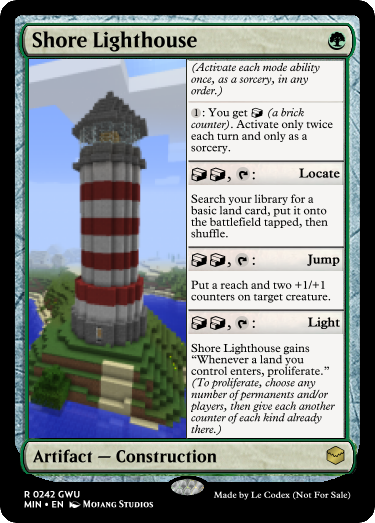 Shore Lighthouse
(Activate each mode ability
once, as a sorcery, in any
order.)
1: You get (a brick
counter). Activate only twice
each turn and only as a
sorcery.
, : Locate
Search your library for a
basic land card, put it onto
the battlefield tapped, then
shuffle.
, : Jump
Put a reach and two +1/+1
counters on target creature.
, : Light
Shore Lighthouse gains
“Whenever a land you
control enters, proliferate.”
(To proliferate, choose any
number of permanents and/or
players, then give each another
counter of each kind already
there.)
Artifact — Construction
R 0242 GWU
MIN • EN Mojang Studios
Made by Le Codex (Not For Sale)